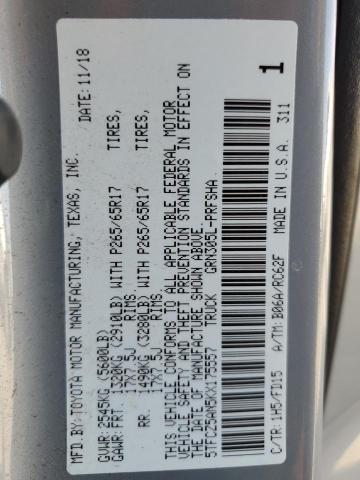 MFD.BY: TOYOTA MOTOR MANUFACTURING, TEXAS, INC. DATE: 11/18
GVWR: 2545KG (5600LB)
GAWR: FRT. 1320KG (2910LB) WITH P265/65R17 TIRES,
17X7.5J RIMS
RR. 1490KG (3280LB) WITH P265/65R17 TIRES,
17X7.5J RIMS
THIS VEHICLE CONFORMS TO ALL APPLICABLE FEDERAL MOTOR
VEHICLE SAFETY AND THEFT PREVENTION STANDARDS IN EFFECT ON
THE DATE OF MANUFACTURE SHOWN ABOVE.
5TFCZ5AN0KX175557 TRUCK GRN305L-PRFSHA
C/TR: 1H5/FD15 A/TM: B06A/RC62F MADE IN U.S.A. 311
1